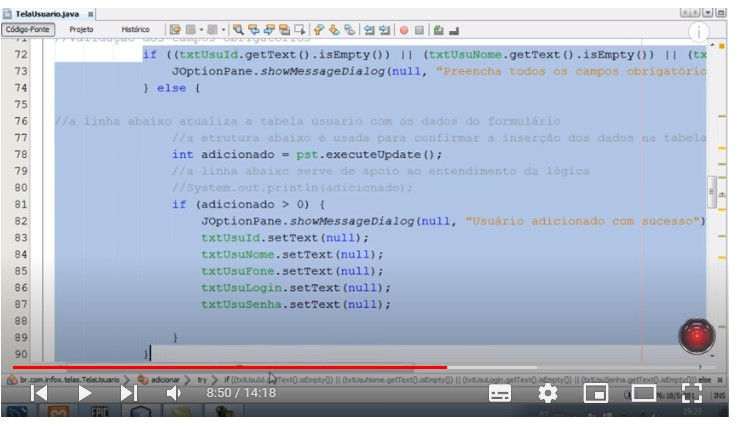 TelaUsuario.java
Código-Fonte Projeto Histórico
71 //validação dos campos obrigatórios
72 if ((txtUsuId.getText().isEmpty()) || (txtUsuNome.getText().isEmpty()) || (tx
73 JOptionPane.showMessageDialog(null, "Preencha todos os campos obrigatório
74 } else {
75
76 //a linha abaixo atualiza a tabela usuario com os dados do formulário
77 //a etrutura abaixo é usada para confirmar a inserção dos dados na tabela
78 int adicionado = pst.executeUpdate();
79 //a linha abaixo serve de apoio ao entendimento da lógica
80 //System.out.println(adicionado);
81 if (adicionado > 0) {
82 JOptionPane.showMessageDialog(null, "Usuário adicionado com sucesso")
83 txtUsuId.setText(null);
84 txtUsuNome.setText(null);
85 txtUsuFone.setText(null);
86 txtUsuLogin.setText(null);
87 txtUsuSenha.setText(null);
88
89 }
90 }
br.com.infox.telas.TelaUsuario adicionar try if ((txtUsuId.getText().isEmpty()) || (txtUsuNome.getText().isEmpty()) || (txtUsuLogin.getText().isEmpty()) || (txtUsuSenha.getText().isEmpty())) else
8:50 / 14:18
INS
19:23